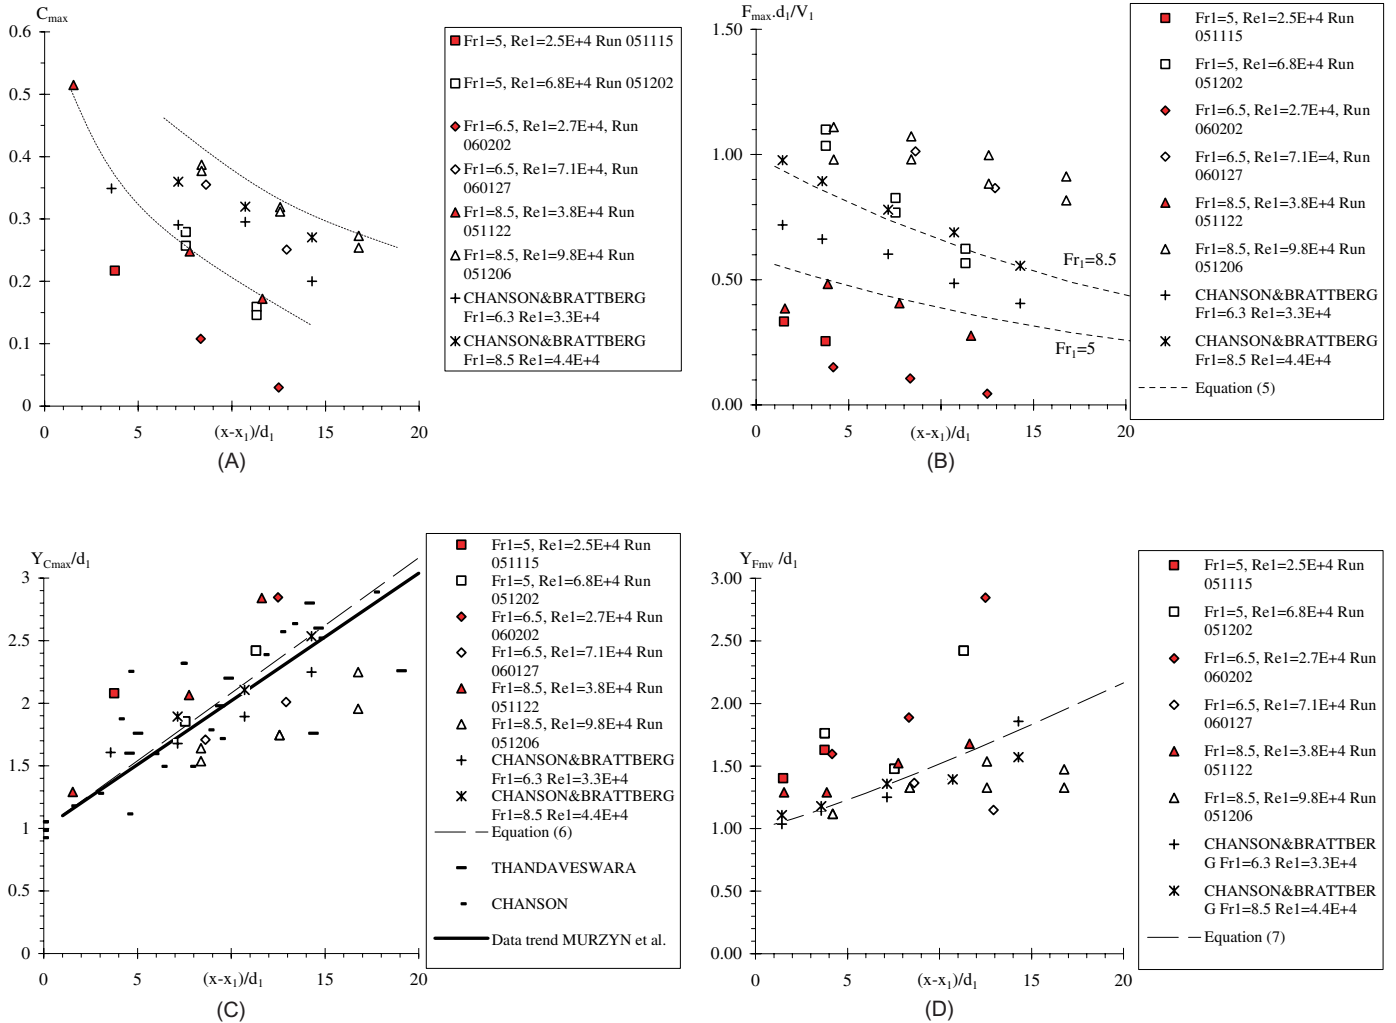 Cmax
0.6
0.5
0.4
0.3
0.2
0.1
0
0
5
15
(x-x1)/d1
(A)
Fr1=5, Re1=2.5E+4 Run 051115
Fr1=5, Re1=6.8E+4 Run 051202
Fr1=6.5, Re1=2.7E+4, Run
060202
Fr1=6.5, Re1=7.1E+4, Run
060127
Fr1=8.5, Re1=3.8E+4 Run
051122
Fr1=8.5, Re1=9.8E+4 Run
051206
CHANSON&BRATTBERG
Fr1=6.3 Re1=3.3E+4
CHANSON&BRATTBERG
Fr1=8.5 Re1=4.4E+4
20
Fmax.d1/V1
1.50
1.00
0.50
0.00
Fr1=8.5
Fr1=5
0
5
15
20
(x-x1)/d1
(B)
Fr1=5, Re1=2.5E+4 Run
051115
Fr1=5, Re1=6.8E+4 Run
051202
Fr1=6.5, Re1=2.7E+4, Run
060202
Fr1=6.5, Re1=7.1E=4, Run
060127
Fr1=8.5, Re1=3.8E+4 Run
051122
Fr1=8.5, Re1=9.8E+4 Run
051206
CHANSON&BRATTBERG
Fr1=6.3 Re1=3.3E+4
CHANSON&BRATTBERG
Fr1=8.5 Re1=4.4E+4
Equation (5)
YCmax/d1
3
2.5
2
1.5
1
0.5
0
0
5
15
20
(x-x1)/d1
(C)
Fr1=5, Re1=2.5E+4 Run
051115
Fr1=5, Re1=6.8E+4 Run
051202
Fr1=6.5, Re1=2.7E+4 Run
060202
Fr1=6.5, Re1=7.1E+4 Run
060127
Fr1=8.5, Re1=3.8E+4 Run
051122
Fr1=8.5, Re1=9.8E+4 Run
051206
CHANSON&BRATTBERG
Fr1=6.3 Re1=3.3E+4
CHANSON&BRATTBERG
Fr1=8.5 Re1=4.4E+4
Equation (6)
THANDAVESWARA
CHANSON
Data trend MURZYN et al.
YFmv /d1
3.00
2.50
2.00
1.50
1.00
0.50
0.00
0
5
15
20
(x-x1)/d1
(D)
Fr1=5, Re1=2.5E+4 Run
051115
Fr1=5, Re1=6.8E+4 Run
051202
Fr1=6.5, Re1=2.7E+4 Run
060202
Fr1=6.5, Re1=7.1E+4 Run
060127
Fr1=8.5, Re1=3.8E+4 Run
051122
Fr1=8.5, Re1=9.8E+4 Run
051206
CHANSON&BRATTBER
G Fr1=6.3 Re1=3.3E+4
CHANSON&BRATTBER
G Fr1=8.5 Re1=4.4E+4
Equation (7)